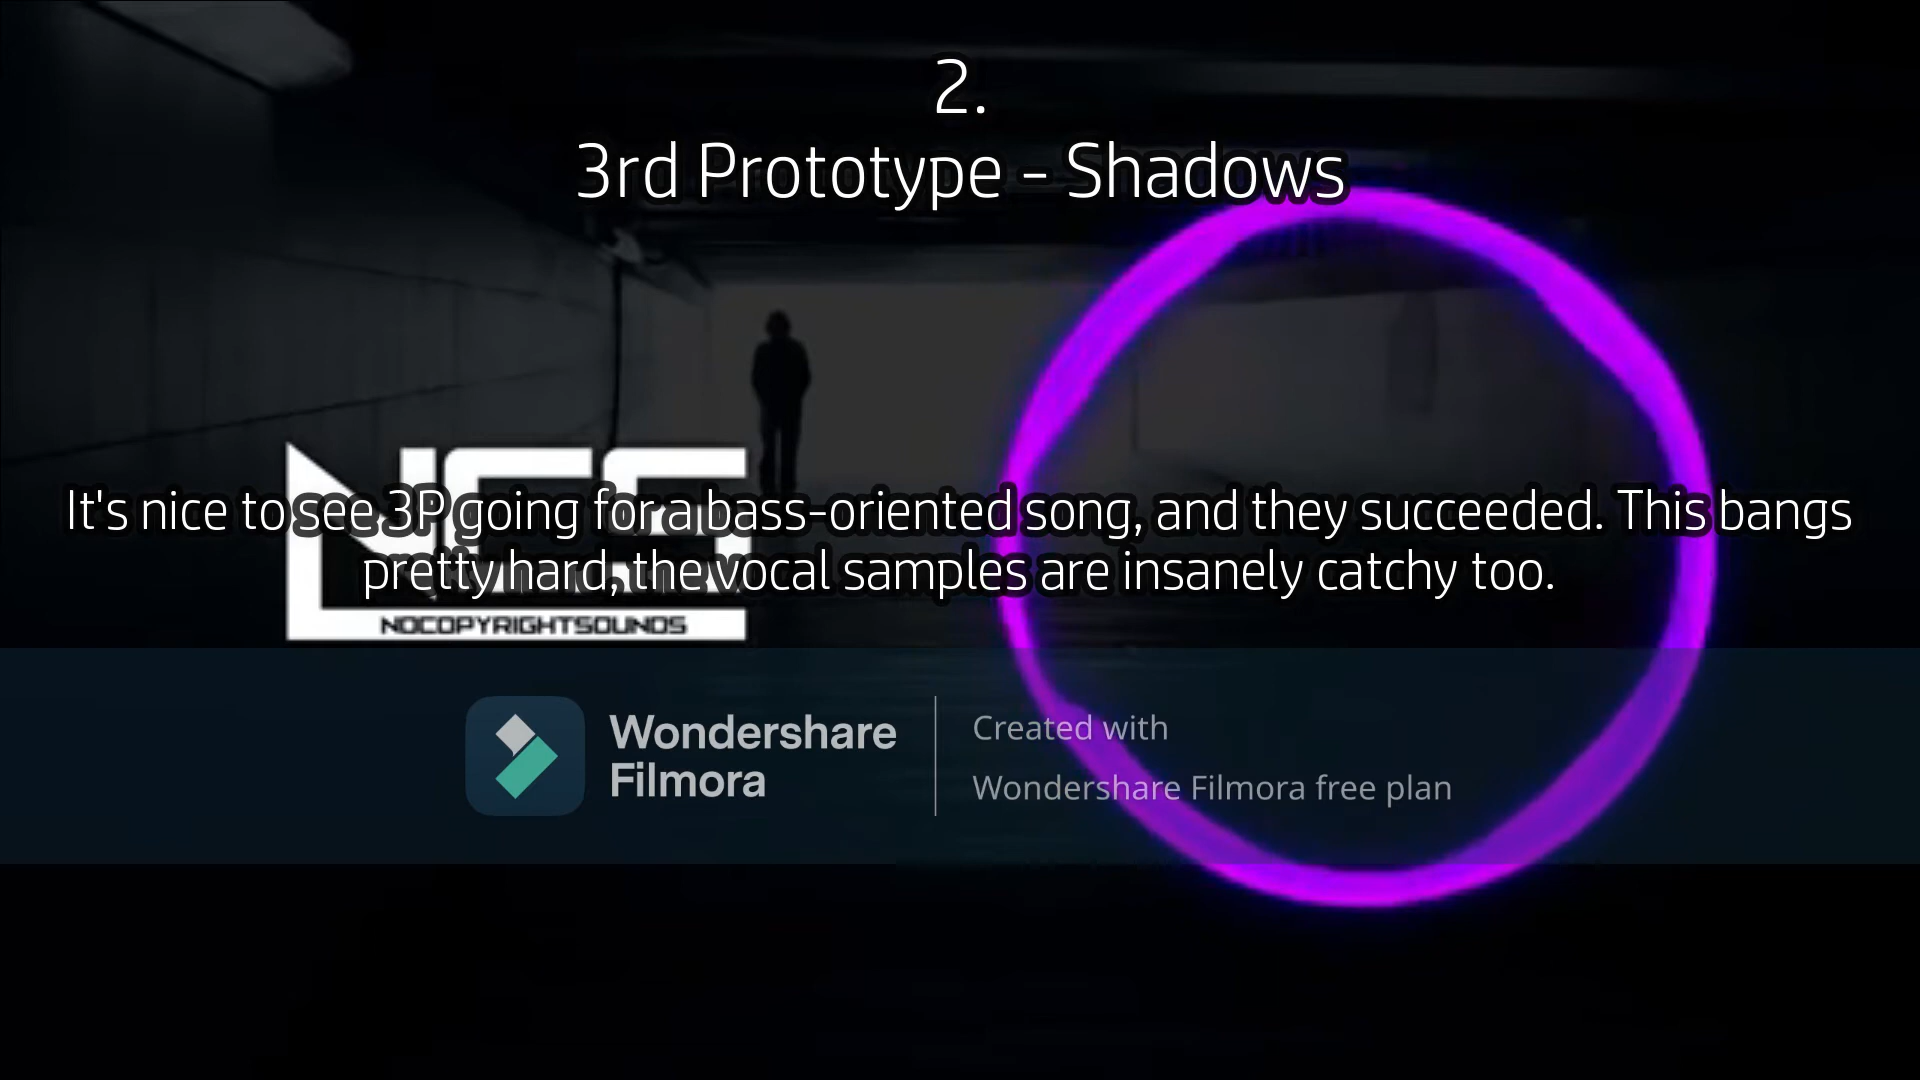 2.
3rd Prototype - Shadows
It's nice to see 3P going for a bass-oriented song, and they succeeded. This bangs
pretty hard, the vocal samples are insanely catchy too.
NCS
NOCOPYRIGHTSOUNDS
Wondershare
Filmora
Created with
Wondershare Filmora free plan